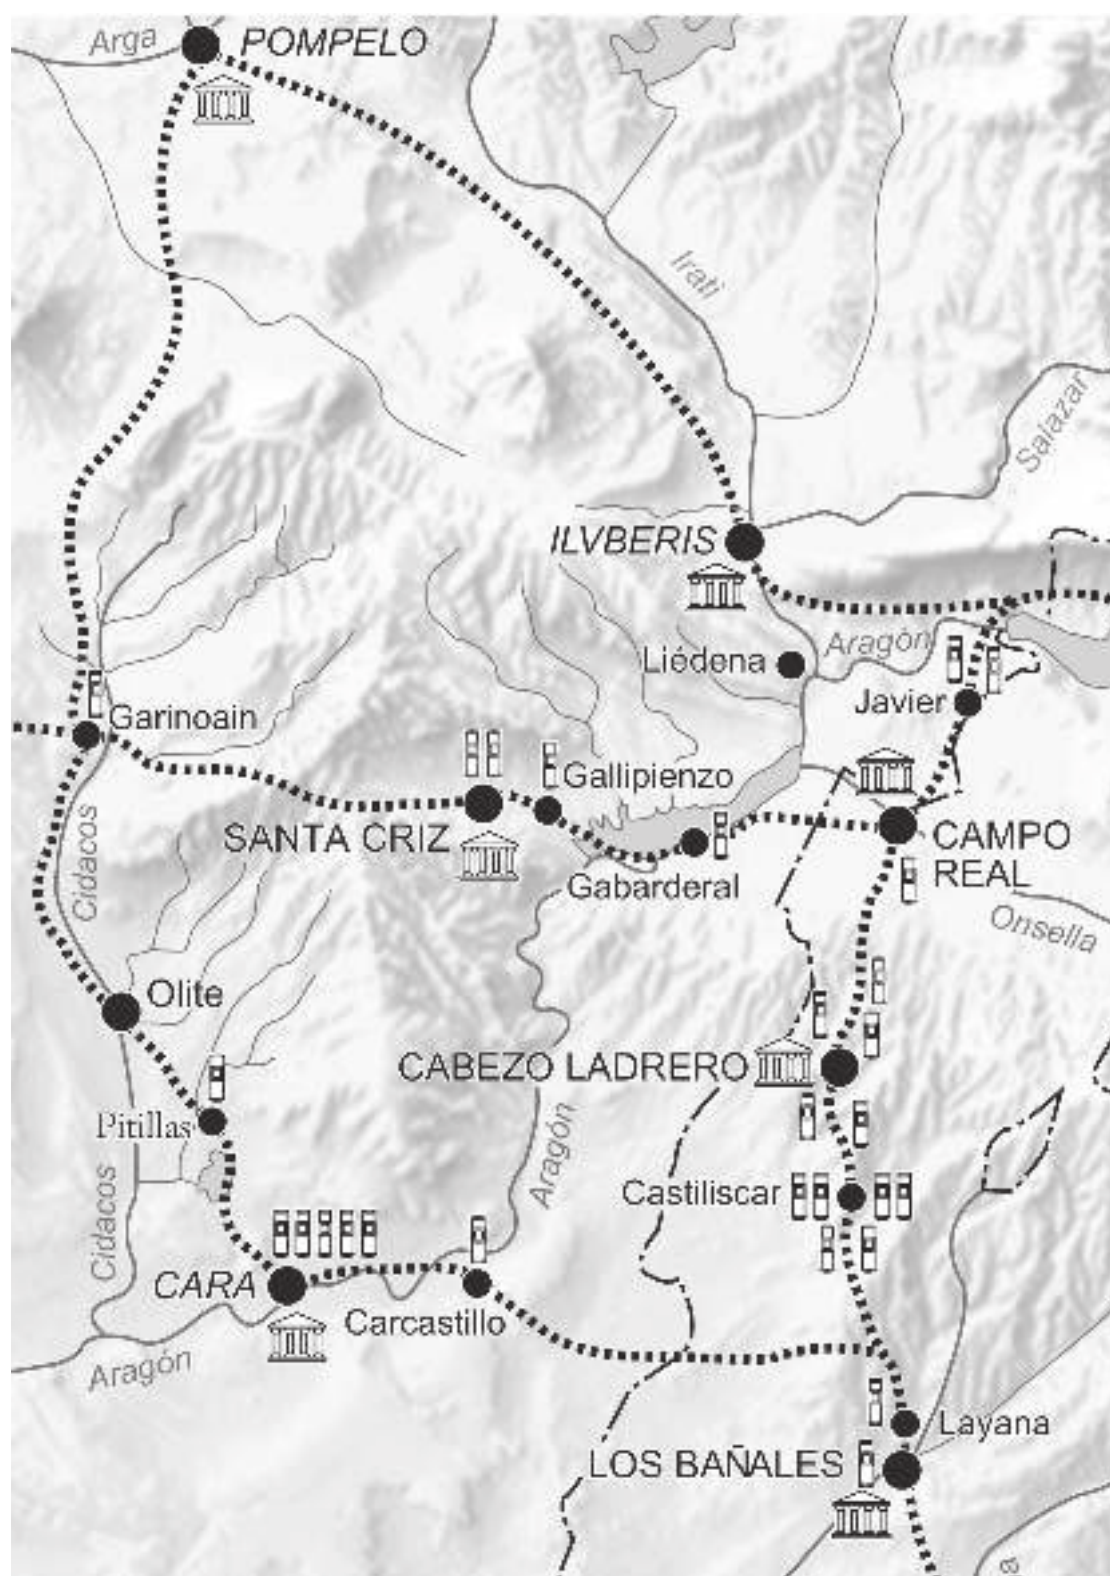 Arga
POMPELO
Irati
Salazar
ILVBERIS
Aragón
Liédena
Javier
Garinoain
Gallipienzo
SANTA CRIZ
CAMPO
REAL
Gabarderal
Cidacos
Onsella
Olite
CABEZO LADRERO
Pitillas
Aragón
Castiliscar
Cidacos
CARA
Carcastillo
Aragón
Layana
LOS BAÑALES
a